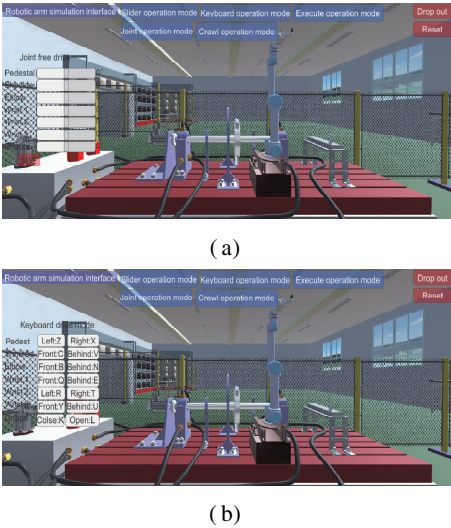 Robotic arm simulation interface Slider operation mode Keyboard operation mode Execute operation mode Drop out
Joint operation mode Crawl operation mode Reset
Joint free drive
Pedestal
(a)
Robotic arm simulation interface Slider operation mode Keyboard operation mode Execute operation mode Drop out
Joint operation mode Crawl operation mode Reset
Keyboard drive mode
Pedest Left:Z Right:X
Front:C Behind:V
Front:B Behind:N
Front:Q Behind:E
Left:R Right:T
Front:Y Behind:U
Colse:K Open:L
(b)